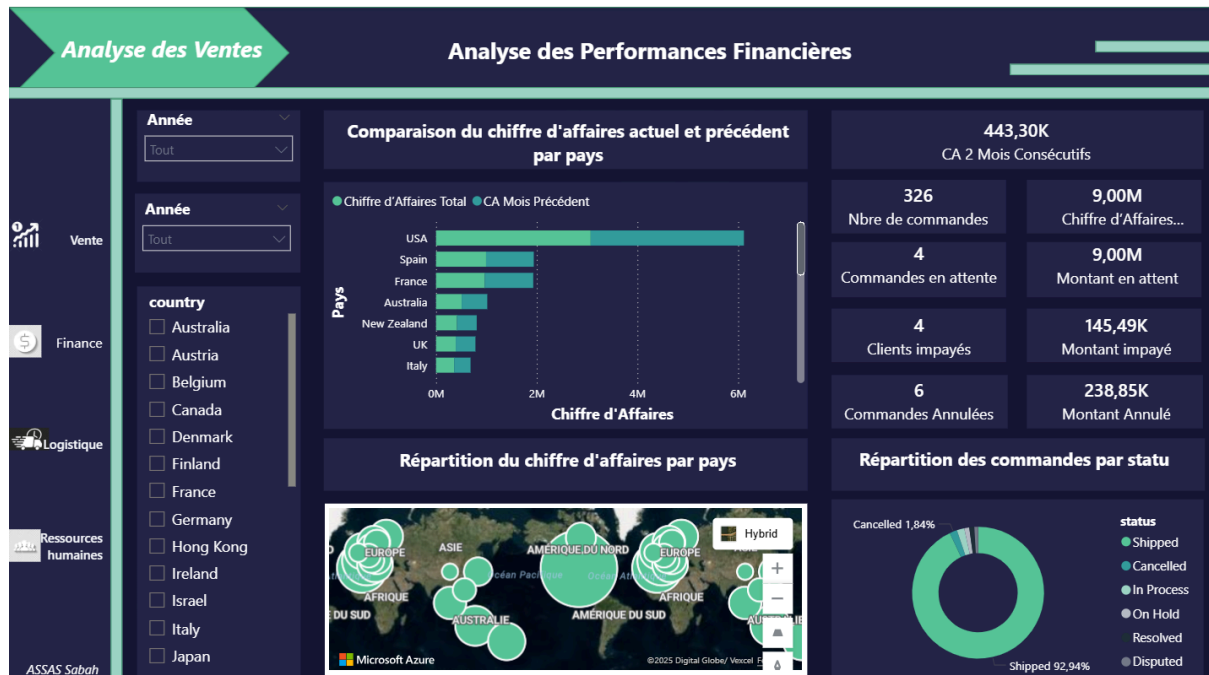 Analyse des Ventes
Analyse des Performances Financières
Vente
Finance
Logistique
Ressources
humaines
ASSAS Sabah
Année
Tout
Année
Tout
country
Australia
Austria
Belgium
Canada
Denmark
Finland
France
Germany
Hong Kong
Ireland
Israel
Italy
Japan
Comparaison du chiffre d'affaires actuel et précédent
par pays
Chiffre d'Affaires Total CA Mois Précédent
Pays
USA
Spain
France
Australia
New Zealand
UK
Italy
0M 2M 4M 6M
Chiffre d'Affaires
Répartition du chiffre d'affaires par pays
Hybrid
EUROPE ASIE AMÉRIQUE DU NORD EUROPE
AFRIQUE AFRIQUE
DU SUD AUSTRALIE AMÉRIQUE DU SUD
Microsoft Azure
©2025 Digital Globe/ Vexcel
443,30K
CA 2 Mois Consécutifs
326
Nbre de commandes
9,00M
Chiffre d'Affaires...
4
Commandes en attente
9,00M
Montant en attent
4
Clients impayés
145,49K
Montant impayé
6
Commandes Annulées
238,85K
Montant Annulé
Répartition des commandes par statu
Cancelled 1,84%
Shipped 92,94%
status
Shipped
Cancelled
In Process
On Hold
Resolved
Disputed